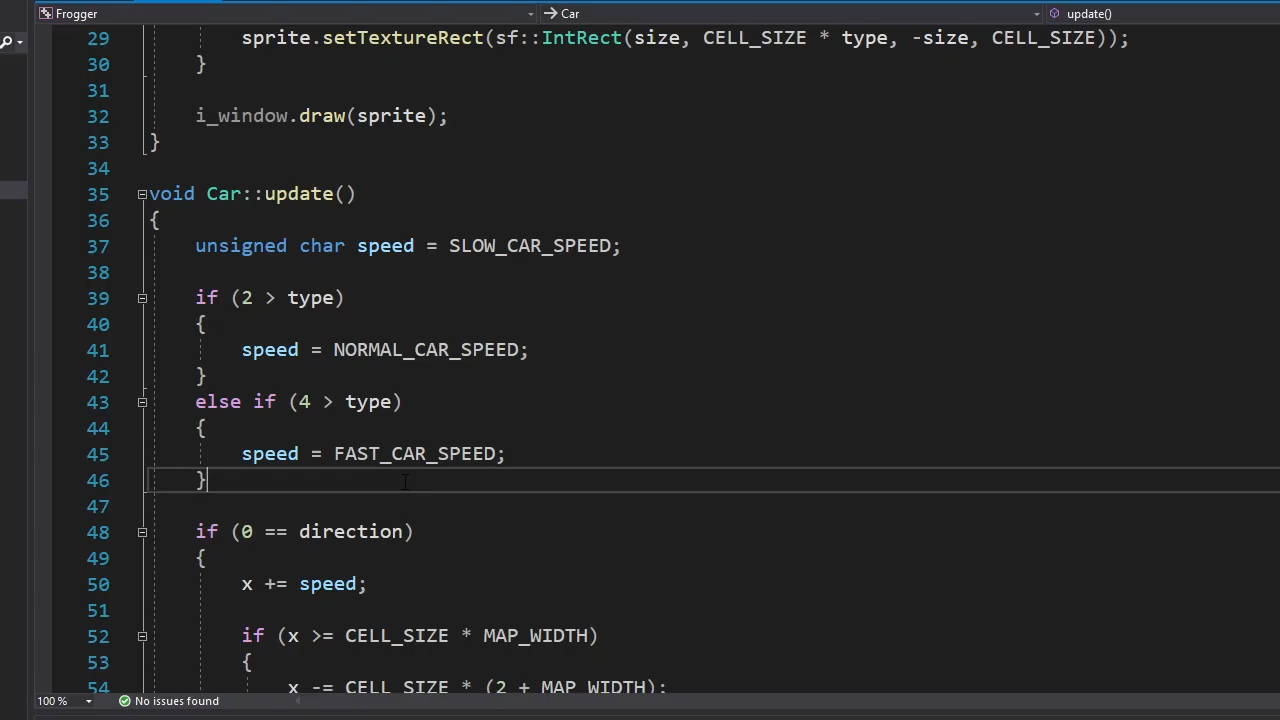 Frogger Car update()
29 sprite.setTextureRect(sf::IntRect(size, CELL_SIZE * type, -size, CELL_SIZE));
30 }
31
32 i_window.draw(sprite);
33 }
34
35 void Car::update()
36 {
37 unsigned char speed = SLOW_CAR_SPEED;
38
39 if (2 > type)
40 {
41 speed = NORMAL_CAR_SPEED;
42 }
43 else if (4 > type)
44 {
45 speed = FAST_CAR_SPEED;
46 }
47
48 if (0 == direction)
49 {
50 x += speed;
51
52 if (x >= CELL_SIZE * MAP_WIDTH)
53 {
54 x -= CELL_SIZE * (2 + MAP_WIDTH);
100 % No issues found